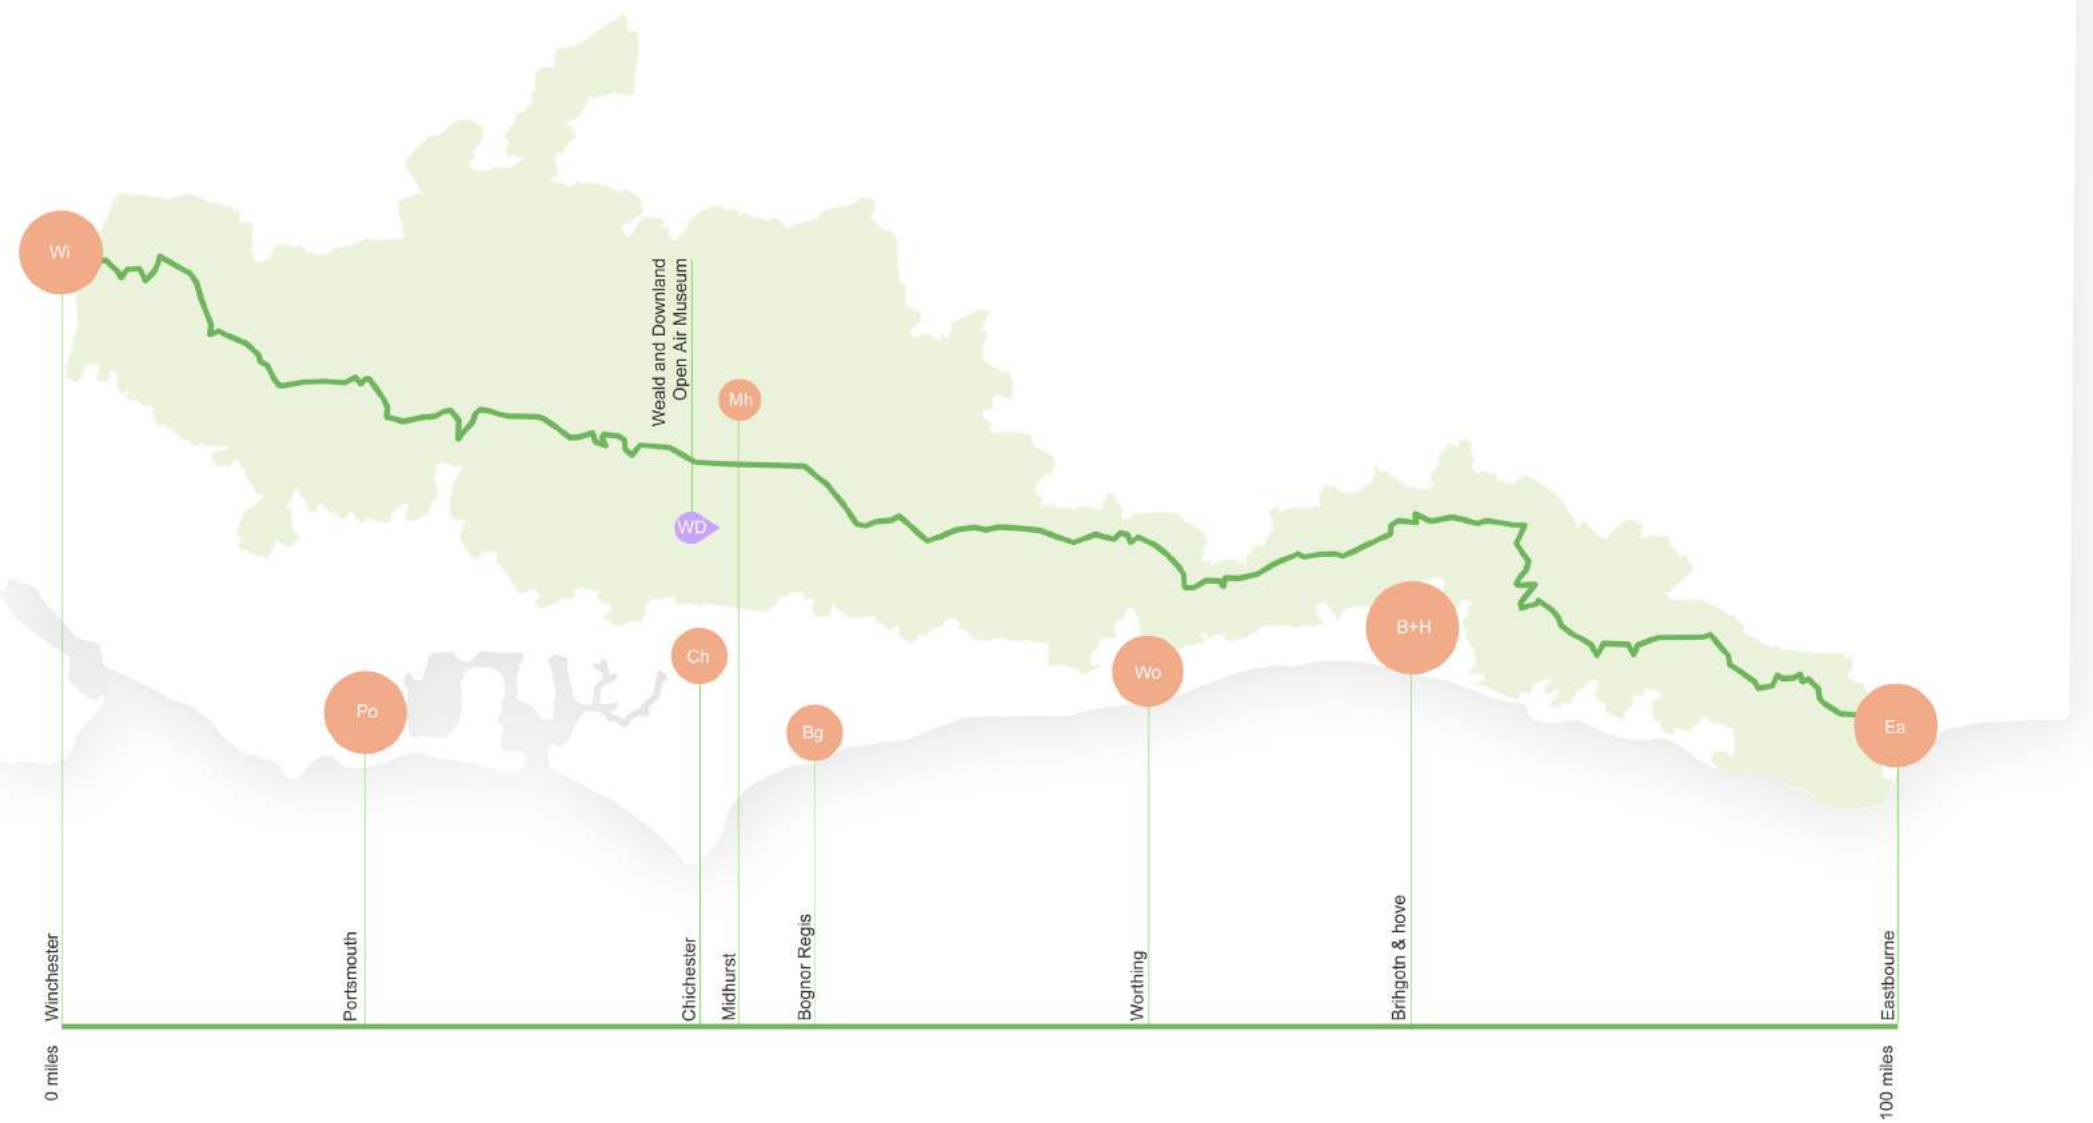 Wi
Weald and Downland
Open Air Museum
Mh
WD
Ch
Po
Bg
Wo
B+H
Ea
Winchester
Portsmouth
Chichester
Midhurst
Bognor Regis
Worthing
Brihgotn & hove
Eastbourne
0 miles
100 miles